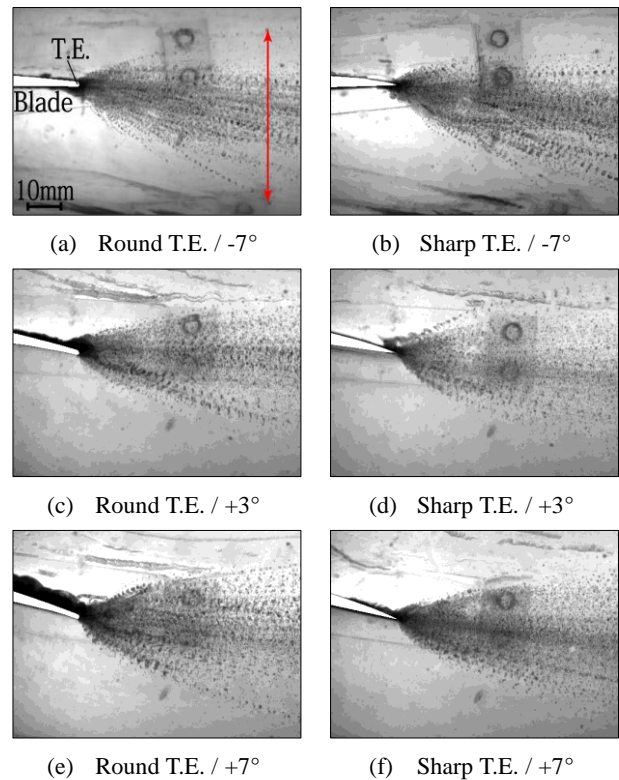 T.E.
Blade
10mm
(a) Round T.E. / -7°
(b) Sharp T.E. / -7°
(c) Round T.E. / +3°
(d) Sharp T.E. / +3°
(e) Round T.E. / +7°
(f) Sharp T.E. / +7°